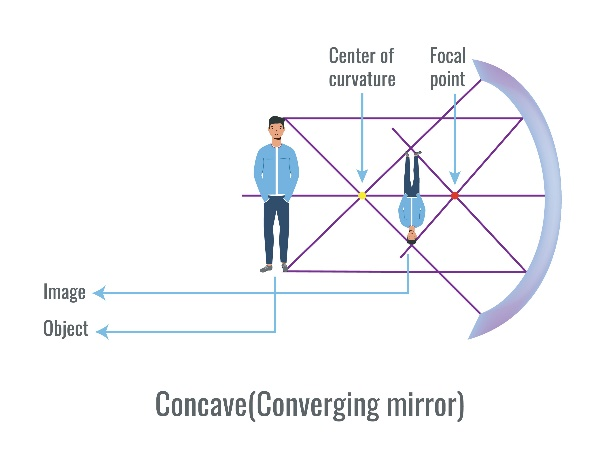 Center of
curvature
Focal
point
Image
Object
Concave(Converging mirror)